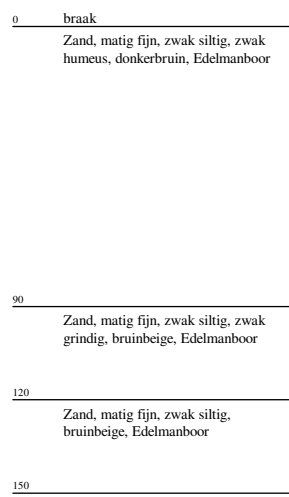 0 braak
Zand, matig fijn, zwak siltig, zwak
humeus, donkerbruin, Edelmanboor
90
Zand, matig fijn, zwak siltig, zwak
grindig, bruinbeige, Edelmanboor
120
Zand, matig fijn, zwak siltig,
bruinbeige, Edelmanboor
150